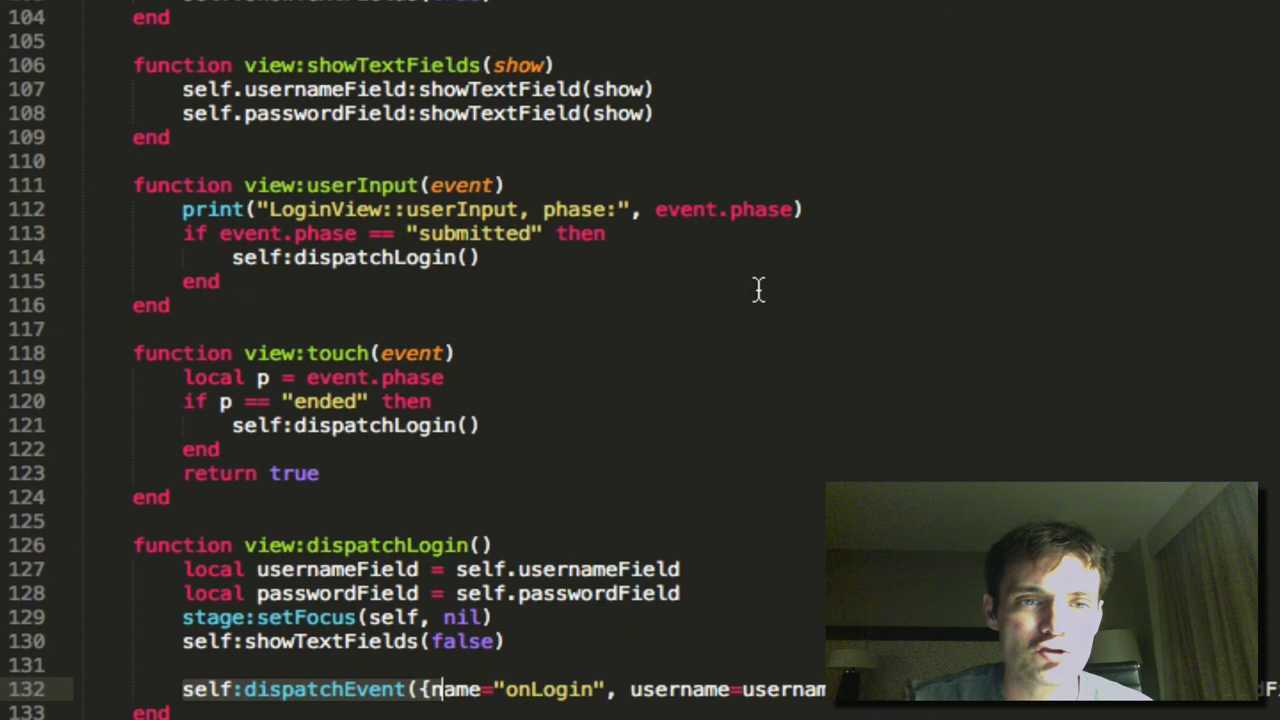 104 end
105
106 function view:showTextFields(show)
107 self.usernameField:showTextField(show)
108 self.passwordField:showTextField(show)
109 end
110
111 function view:userInput(event)
112 print("LoginView::userInput, phase:", event.phase)
113 if event.phase == "submitted" then
114 self:dispatchLogin()
115 end
116 end
117
118 function view:touch(event)
119 local p = event.phase
120 if p == "ended" then
121 self:dispatchLogin()
122 end
123 return true
124 end
125
126 function view:dispatchLogin()
127 local usernameField = self.usernameField
128 local passwordField = self.passwordField
129 stage:setFocus(self, nil)
130 self:showTextFields(false)
131
132 self:dispatchEvent({name="onLogin", username=usernam
133 end